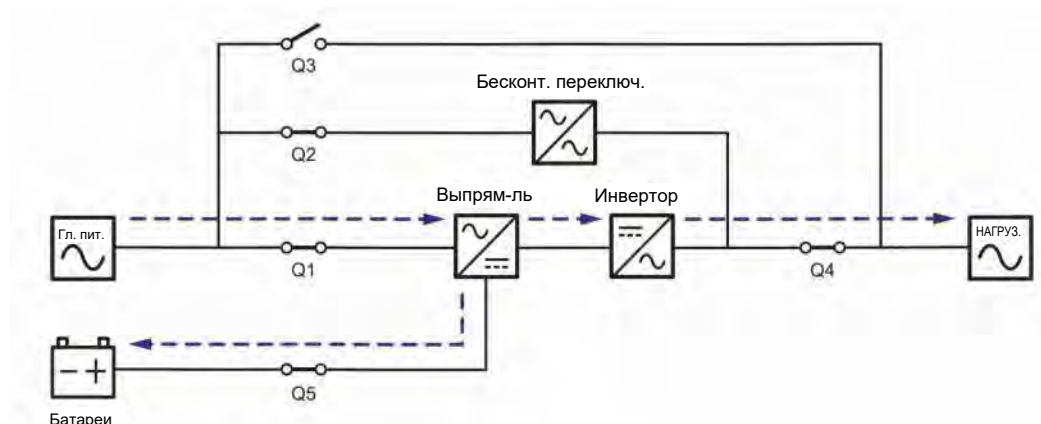 Q3
Бесконт. переключ.
Q2
Выпрям-ль
Инвертор
Гл. пит.
НАГРУЗ.
Q1
Q4
Q5
Батареи